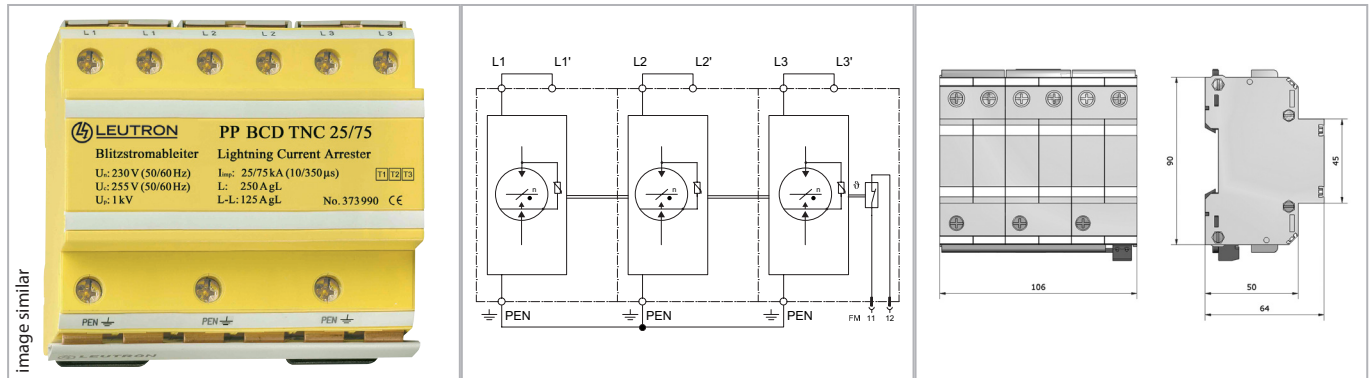 L1 L1 L2 L2 L3 L3
LEUTRON
PP BCD TNC 25/75
Blitzstromableiter Lightning Current Arrester
Uₙ: 230 V (50/60 Hz) Iimp: 25/75 kA (10/350 µs) T1 T2 T3
U꜀: 255 V (50/60 Hz) L: 250 A gL
Uₚ: 1 kV L-L: 125 A gL No. 373 990 CE
PEN PEN PEN
LEUTRON
image similar
L1 L1' L2 L2' L3 L3'
n n n ϑ
PEN PEN PEN FM 11 12
90
45
106
50
64